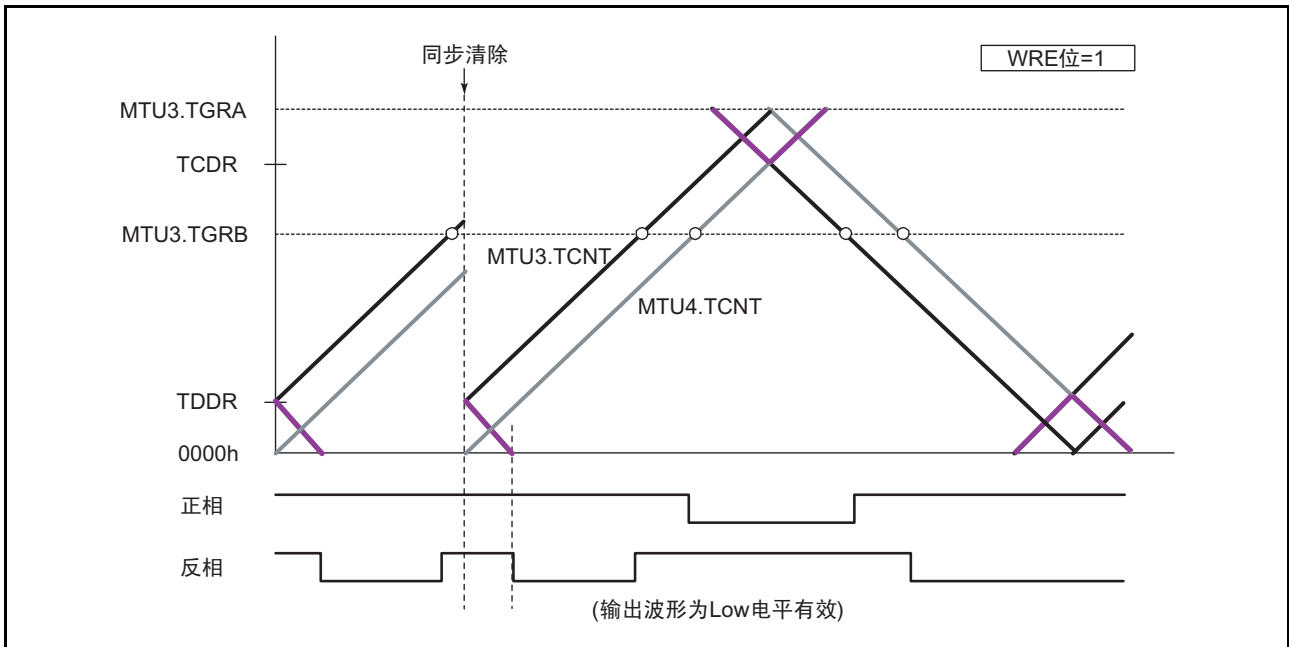 同步清除
WRE位=1
MTU3.TGRA
TCDR
MTU3.TGRB
MTU3.TCNT
MTU4.TCNT
TDDR
0000h
正相
反相
(输出波形为Low电平有效)